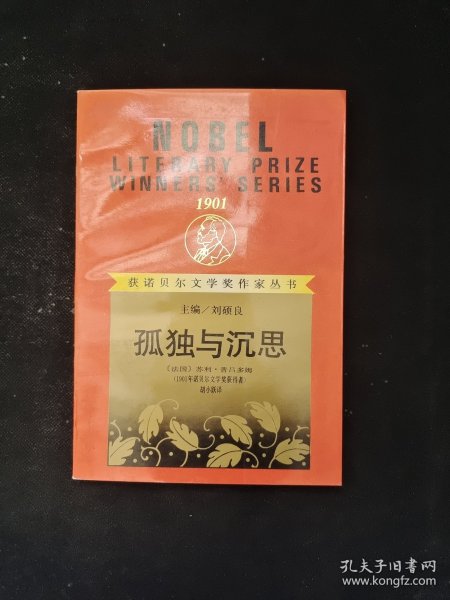 NOBEL
LITERARY PRIZE
WINNERS' SERIES
1901
获诺贝尔文学奖作家丛书
主编／刘硕良
孤独与沉思
〔法国〕苏利·普吕多姆
（1901年诺贝尔文学奖获得者）
胡小跃译
孔夫子旧书网
www.kongfz.com